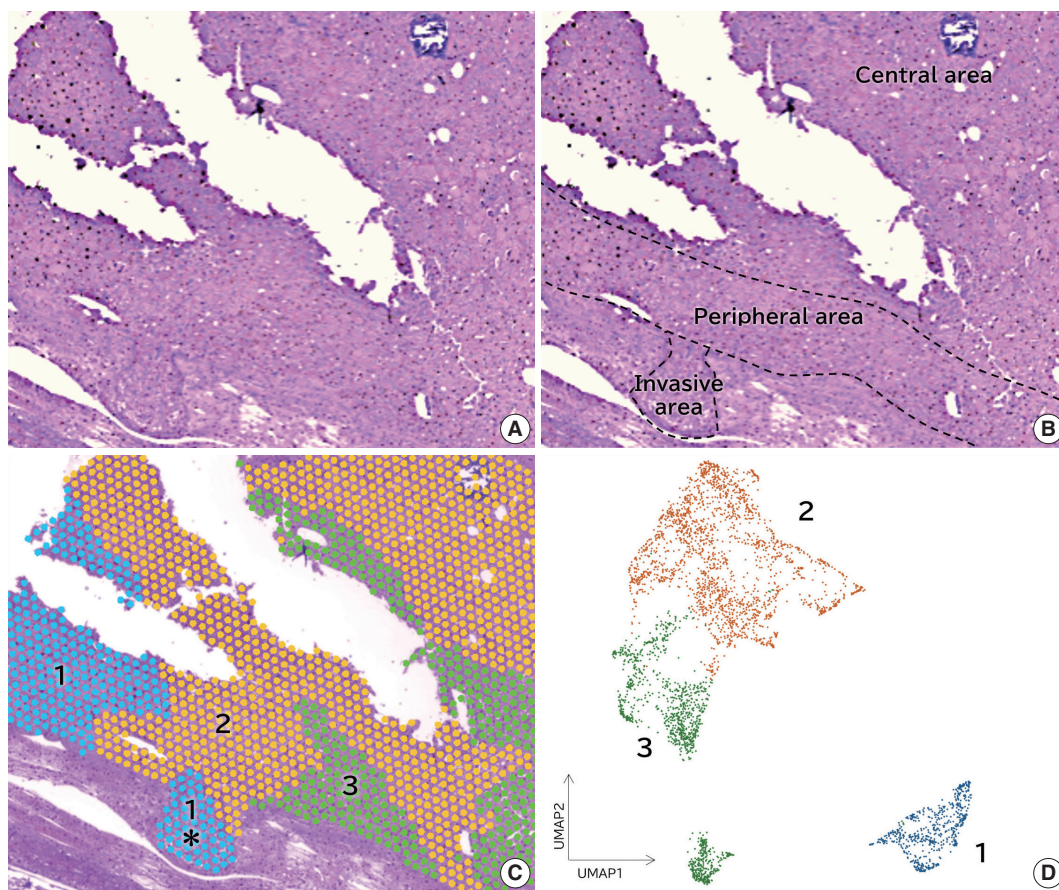 A
Central area
Peripheral area
Invasive
area
B
1
2
3
1
*
C
2
3
1
UMAP2
UMAP1
D